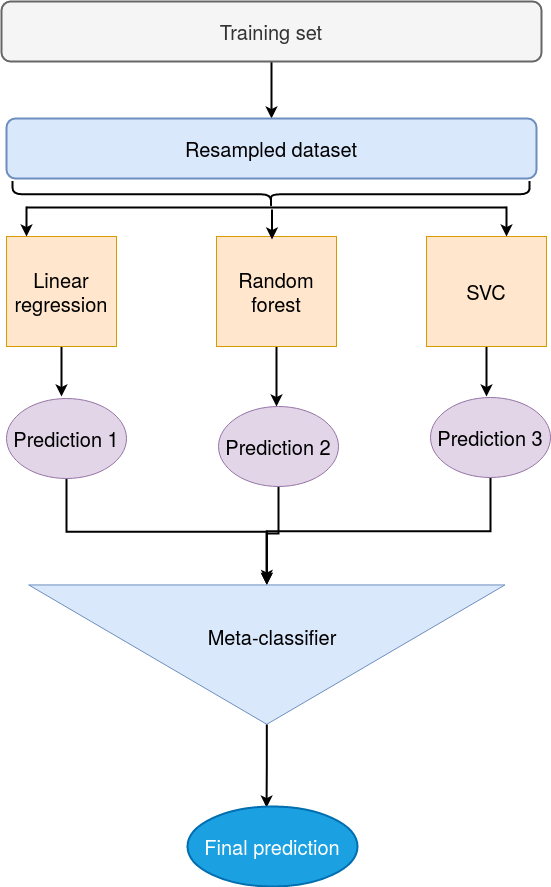 Training set
Resampled dataset
Linear
regression
Random
forest
SVC
Prediction 1
Prediction 2
Prediction 3
Meta-classifier
Final prediction